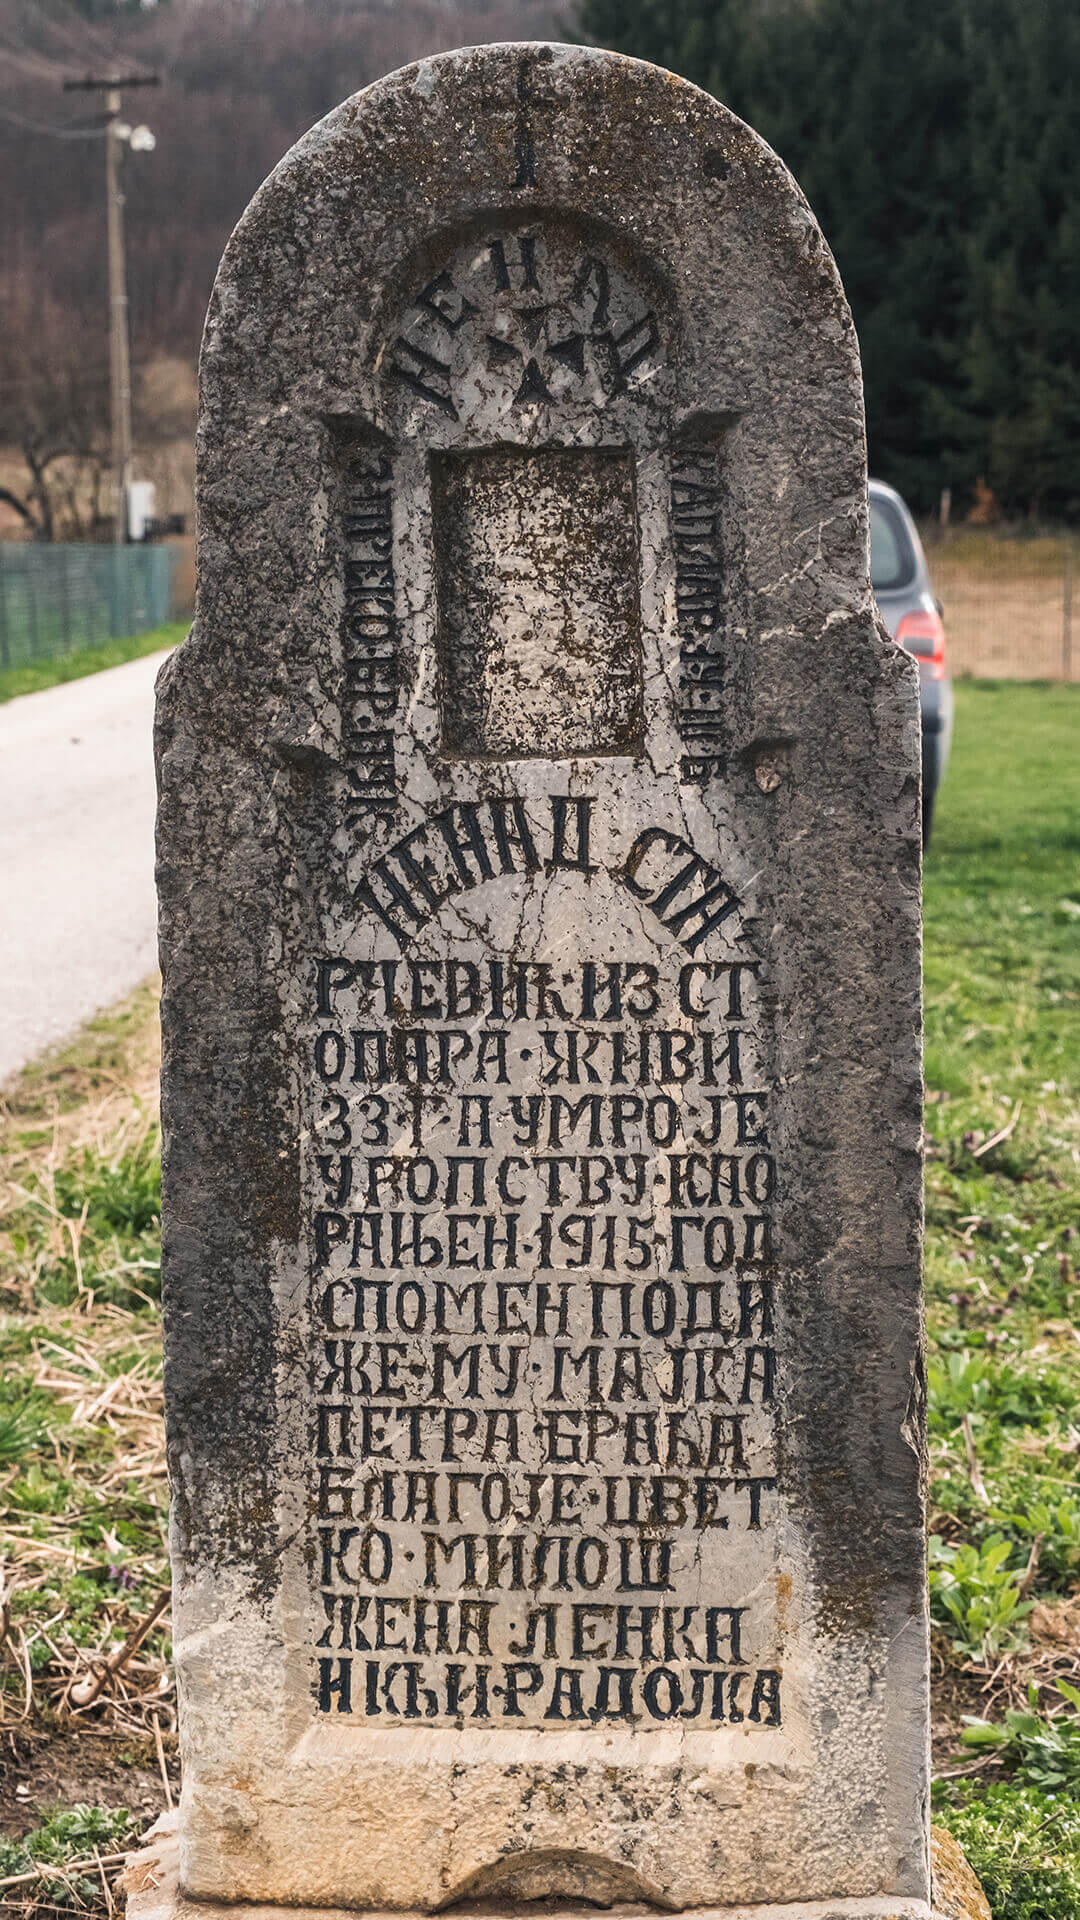 НЕНАД
НЕНАД СТА
РЧЕВИЋ·ИЗ СТ
ОПАРА·ЖИВИ
33·Г·А УМРО·ЈЕ
У РОПСТВУ·КАО
РАЊЕН·1915·ГОД
СПОМЕН ПОДИ
ЖЕ·МУ·МАЈКА
ПЕТРА·БРАЋА·
БЛАГОЈЕ·ЦВЕТ
КО·МИЛОШ
ЖЕНА·ЛЕНКА
И КЋИ·РАДОЈКА